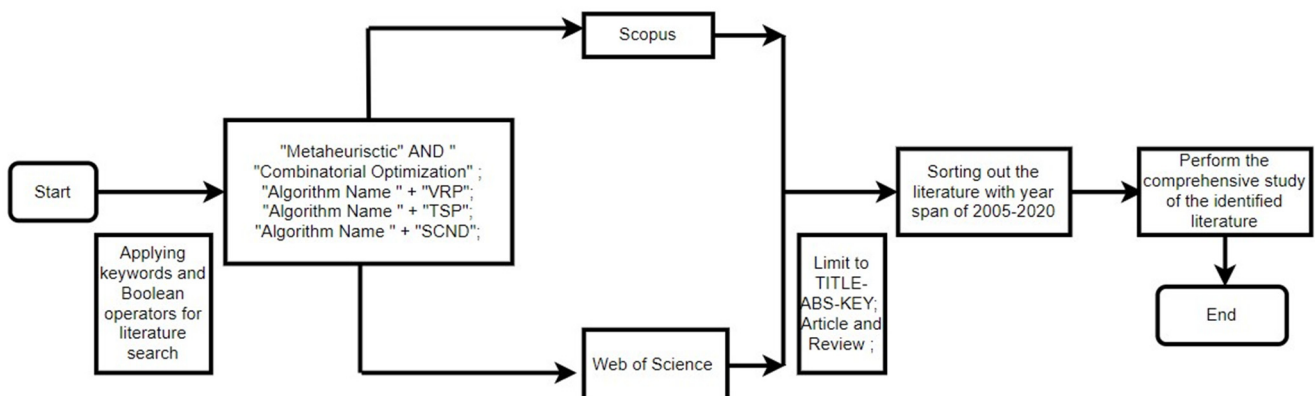 Start
Applying
keywords and
Boolean
operators for
literature
search
"Metaheurisctic" AND "
"Combinatorial Optimization" ;
"Algorithm Name " + "VRP";
"Algorithm Name " + "TSP";
"Algorithm Name " + "SCND";
Scopus
Web of Science
Limit to
TITLE-
ABS-KEY;
Article and
Review ;
Sorting out the
literature with year
span of 2005-2020
Perform the
comprehensive study
of the identified
literature
End